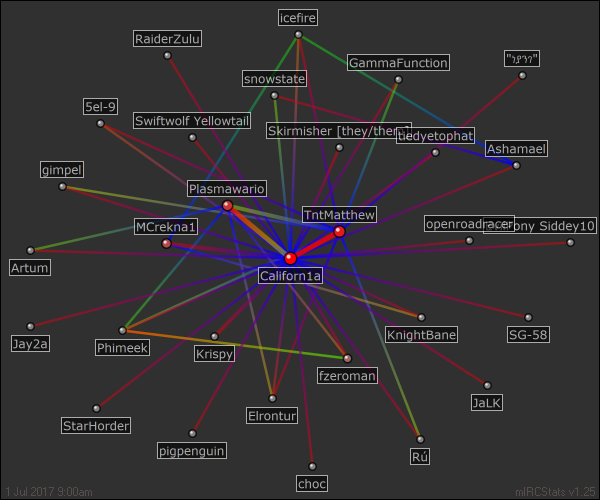 icefire
RaiderZulu
GammaFunction
snowstate
5el-9
Swiftwolf Yellowtail
Skirmisher [they/them]
tiedyetophat
Ashamael
gimpel
Plasmawario
TntMatthew
MCrekna1
openroadracer
Siddey10
Artum
Californ1a
Jay2a
Phimeek
Krispy
KnightBane
SG-58
fzeroman
StarHorder
Elrontur
JaLK
pigpenguin
Rú
choc
1 Jul 2017 9:00am
mIRCStats v1.25